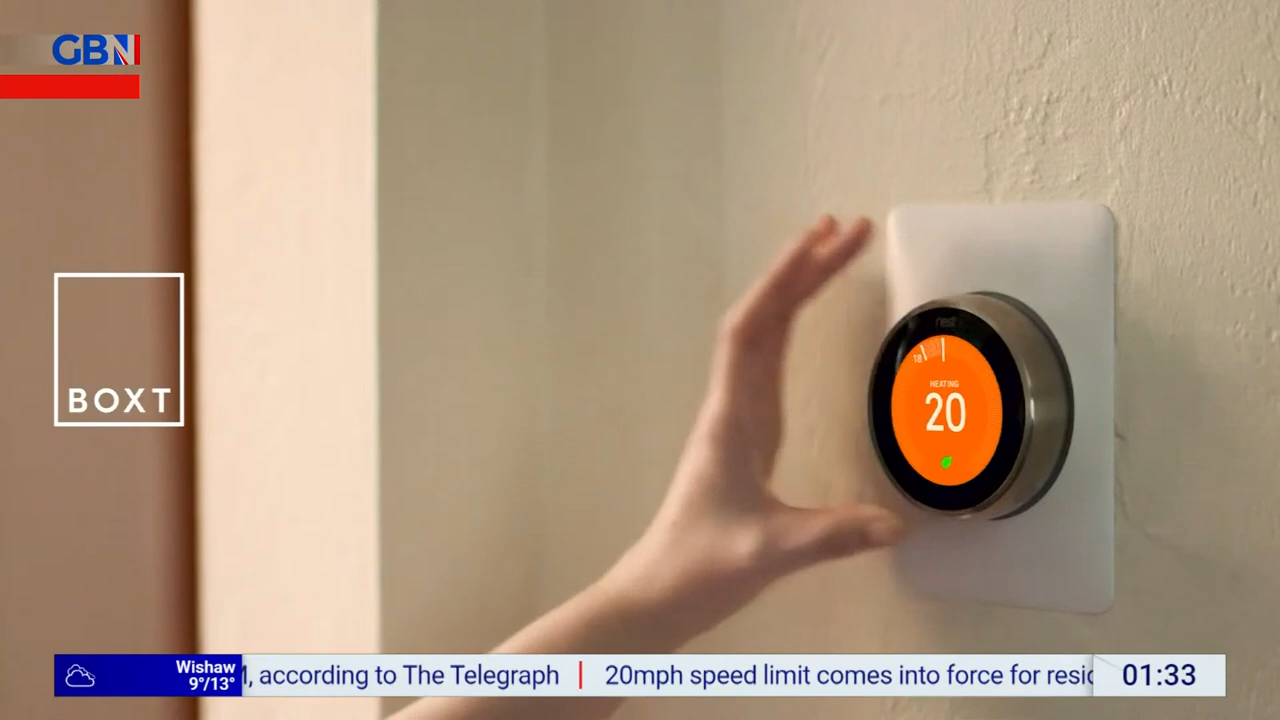 GBN
nest
18
HEATING
20
BOXT
Wishaw
9°/13°
, according to The Telegraph | 20mph speed limit comes into force for
01:33